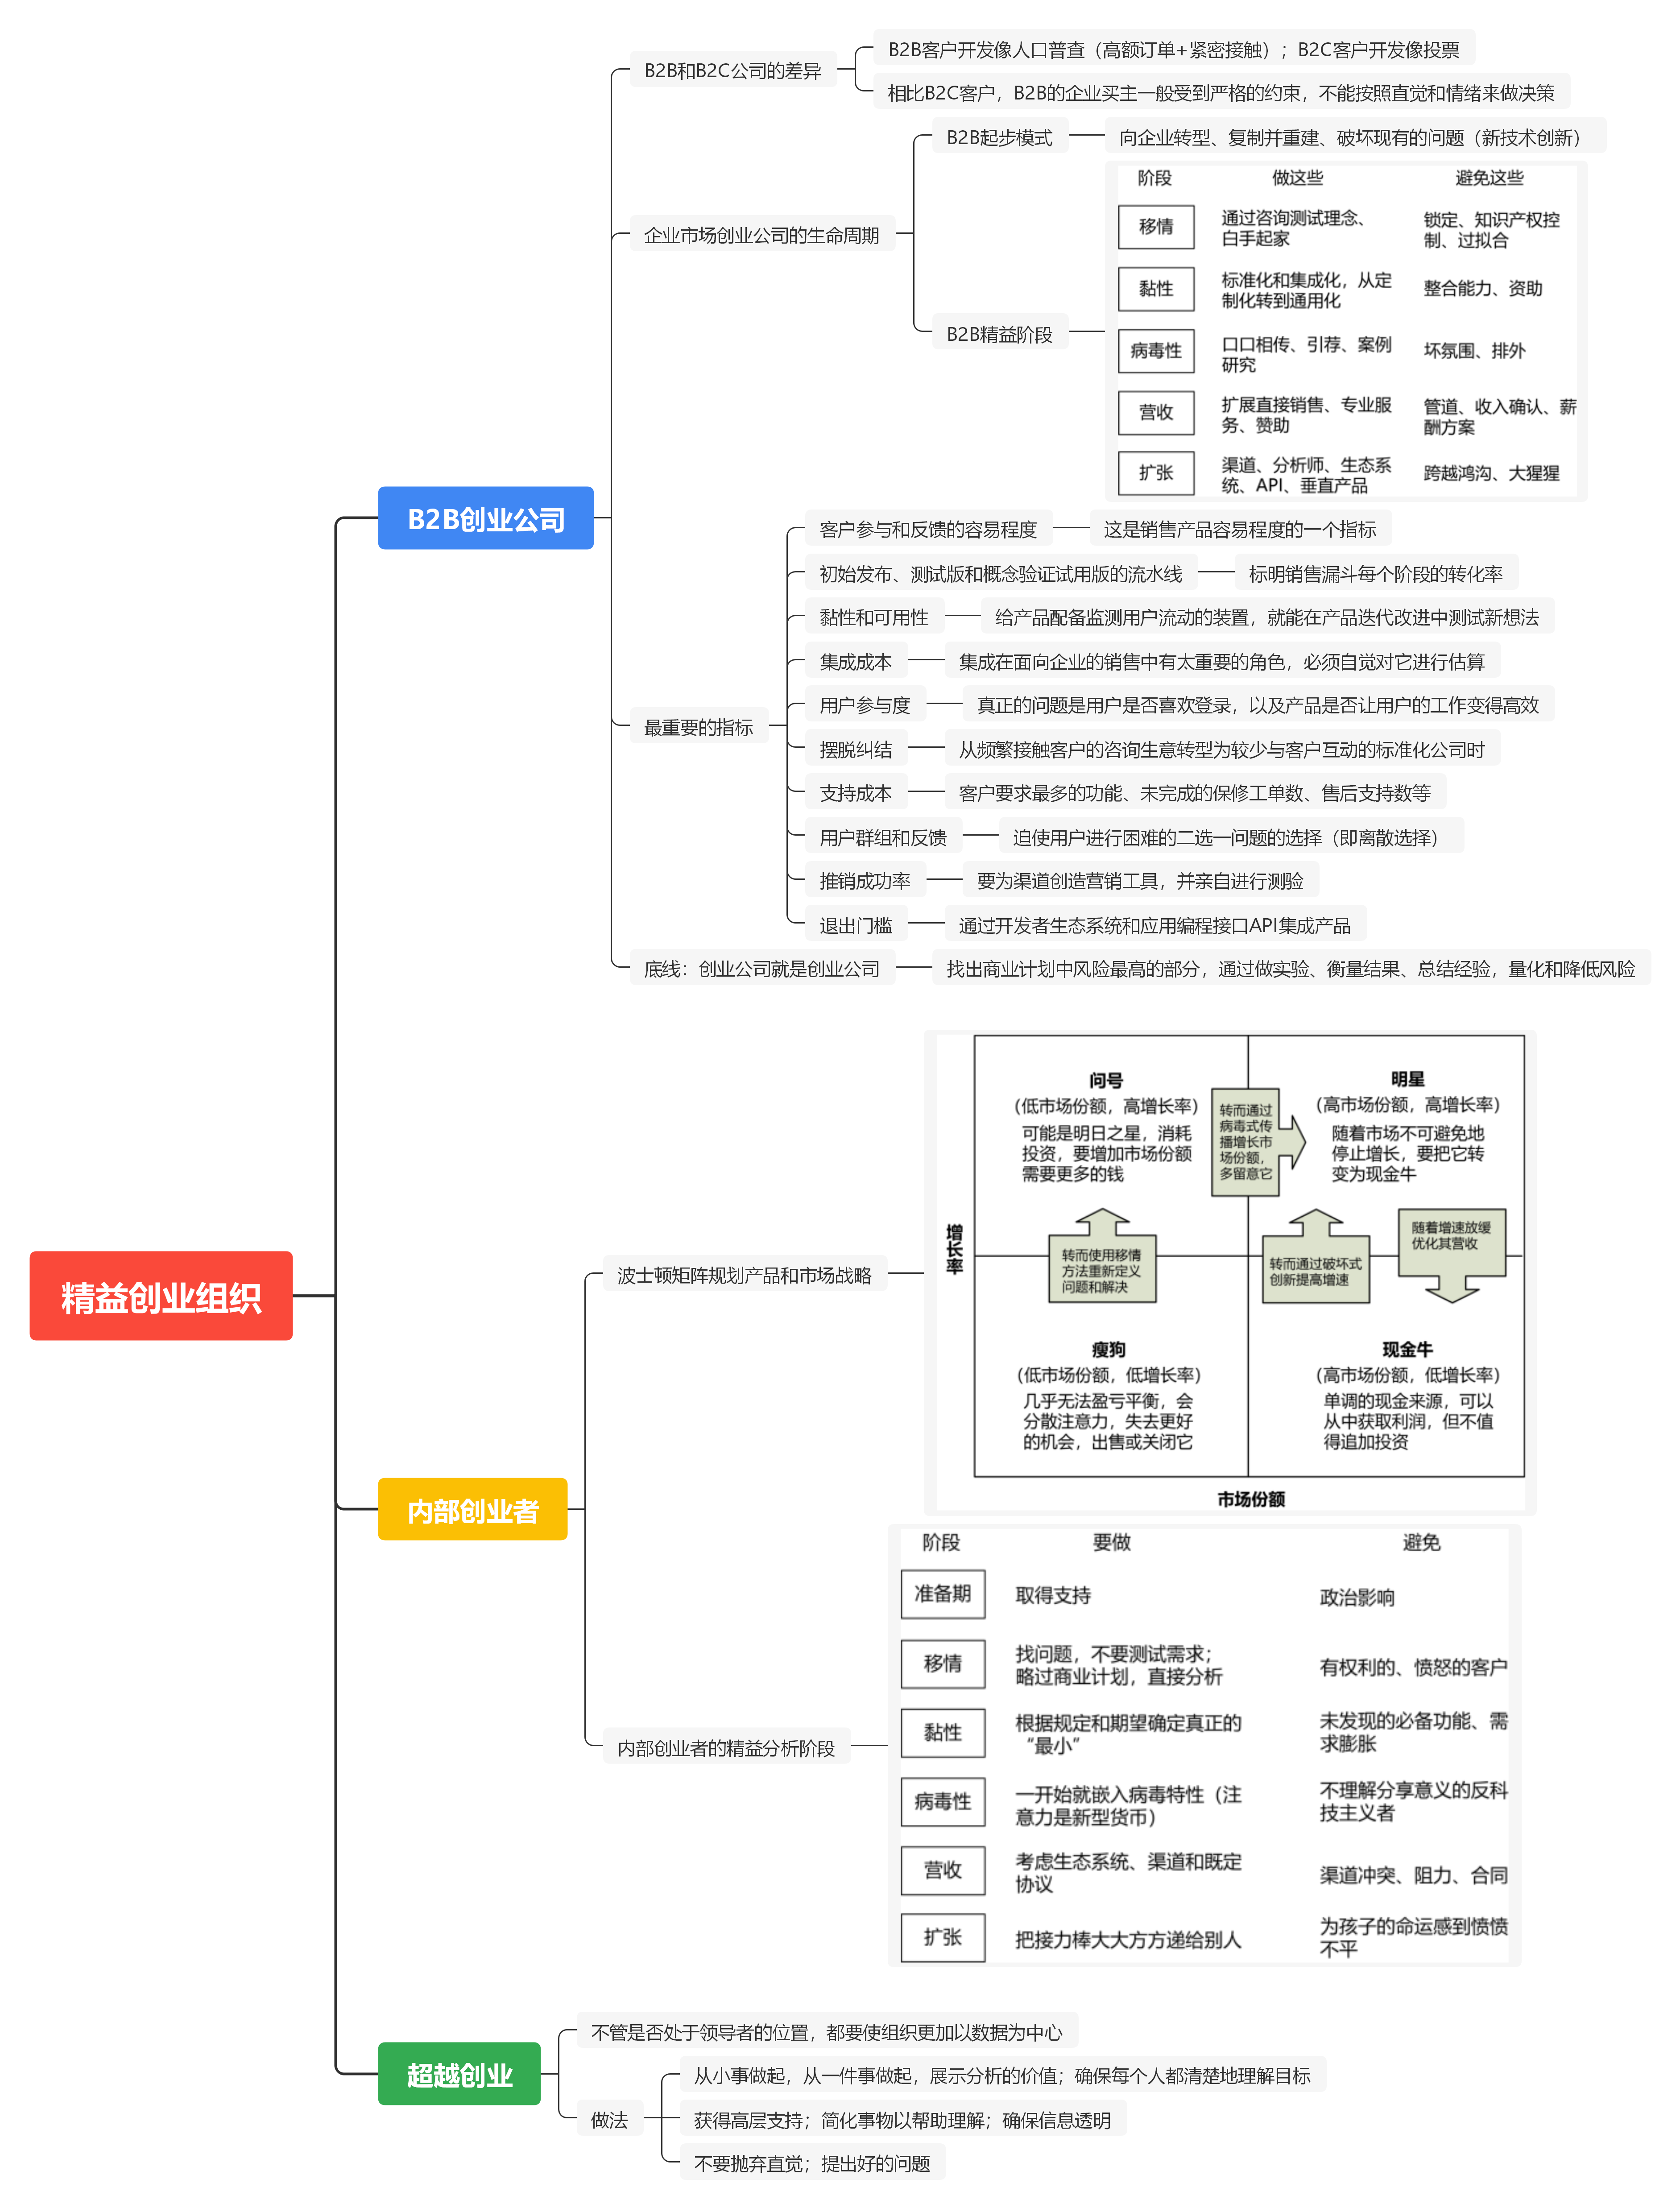 精益创业组织
B2B创业公司
B2B和B2C公司的差异
B2B客户开发像人口普查（高额订单+紧密接触）；B2C客户开发像投票
相比B2C客户，B2B的企业买主一般受到严格的约束，不能按照直觉和情绪来做决策
企业市场创业公司的生命周期
B2B起步模式
向企业转型、复制并重建、破坏现有的问题（新技术创新）
B2B精益阶段
阶段 做这些 避免这些
移情
通过咨询测试理念、
白手起家
锁定、知识产权控
制、过拟合
黏性
标准化和集成化，从定
制化转到通用化
整合能力、资助
病毒性
口口相传、引荐、案例
研究
坏氛围、排外
营收
扩展直接销售、专业服
务、赞助
管道、收入确认、薪
酬方案
扩张
渠道、分析师、生态系
统、API、垂直产品
跨越鸿沟、大猩猩
最重要的指标
客户参与和反馈的容易程度
这是销售产品容易程度的一个指标
初始发布、测试版和概念验证试用版的流水线
标明销售漏斗每个阶段的转化率
黏性和可用性
给产品配备监测用户流动的装置，就能在产品迭代改进中测试新想法
集成成本
集成在面向企业的销售中有太重要的角色，必须自觉对它进行估算
用户参与度
真正的问题是用户是否喜欢登录，以及产品是否让用户的工作变得高效
摆脱纠结
从频繁接触客户的咨询生意转型为较少与客户互动的标准化公司时
支持成本
客户要求最多的功能、未完成的保修工单数、售后支持数等
用户群组和反馈
迫使用户进行困难的二选一问题的选择（即离散选择）
推销成功率
要为渠道创造营销工具，并亲自进行测验
退出门槛
通过开发者生态系统和应用编程接口API集成产品
底线：创业公司就是创业公司
找出商业计划中风险最高的部分，通过做实验、衡量结果、总结经验，量化和降低风险
内部创业者
波士顿矩阵规划产品和市场战略
增长率
问号
（低市场份额，高增长率）
可能是明日之星，消耗
投资，要增加市场份额
需要更多的钱
转而通过
病毒式传
播增长市
场份额，
多留意它
明星
（高市场份额，高增长率）
随着市场不可避免地
停止增长，要把它转
变为现金牛
转而使用移情
方法重新定义
问题和解决
转而通过破坏式
创新提高增速
随着增速放缓
优化其营收
瘦狗
（低市场份额，低增长率）
几乎无法盈亏平衡，会
分散注意力，失去更好
的机会，出售或关闭它
现金牛
（高市场份额，低增长率）
单调的现金来源，可以
从中获取利润，但不值
得追加投资
市场份额
内部创业者的精益分析阶段
阶段 要做 避免
准备期
取得支持
政治影响
移情
找问题，不要测试需求；
略过商业计划，直接分析
有权利的、愤怒的客户
黏性
根据规定和期望确定真正的
“最小”
未发现的必备功能、需
求膨胀
病毒性
一开始就嵌入病毒特性（注
意力是新型货币）
不理解分享意义的反科
技主义者
营收
考虑生态系统、渠道和既定
协议
渠道冲突、阻力、合同
扩张
把接力棒大大方方递给别人
为孩子的命运感到愤愤
不平
超越创业
不管是否处于领导者的位置，都要使组织更加以数据为中心
做法
从小事做起，从一件事做起，展示分析的价值；确保每个人都清楚地理解目标
获得高层支持；简化事物以帮助理解；确保信息透明
不要抛弃直觉；提出好的问题